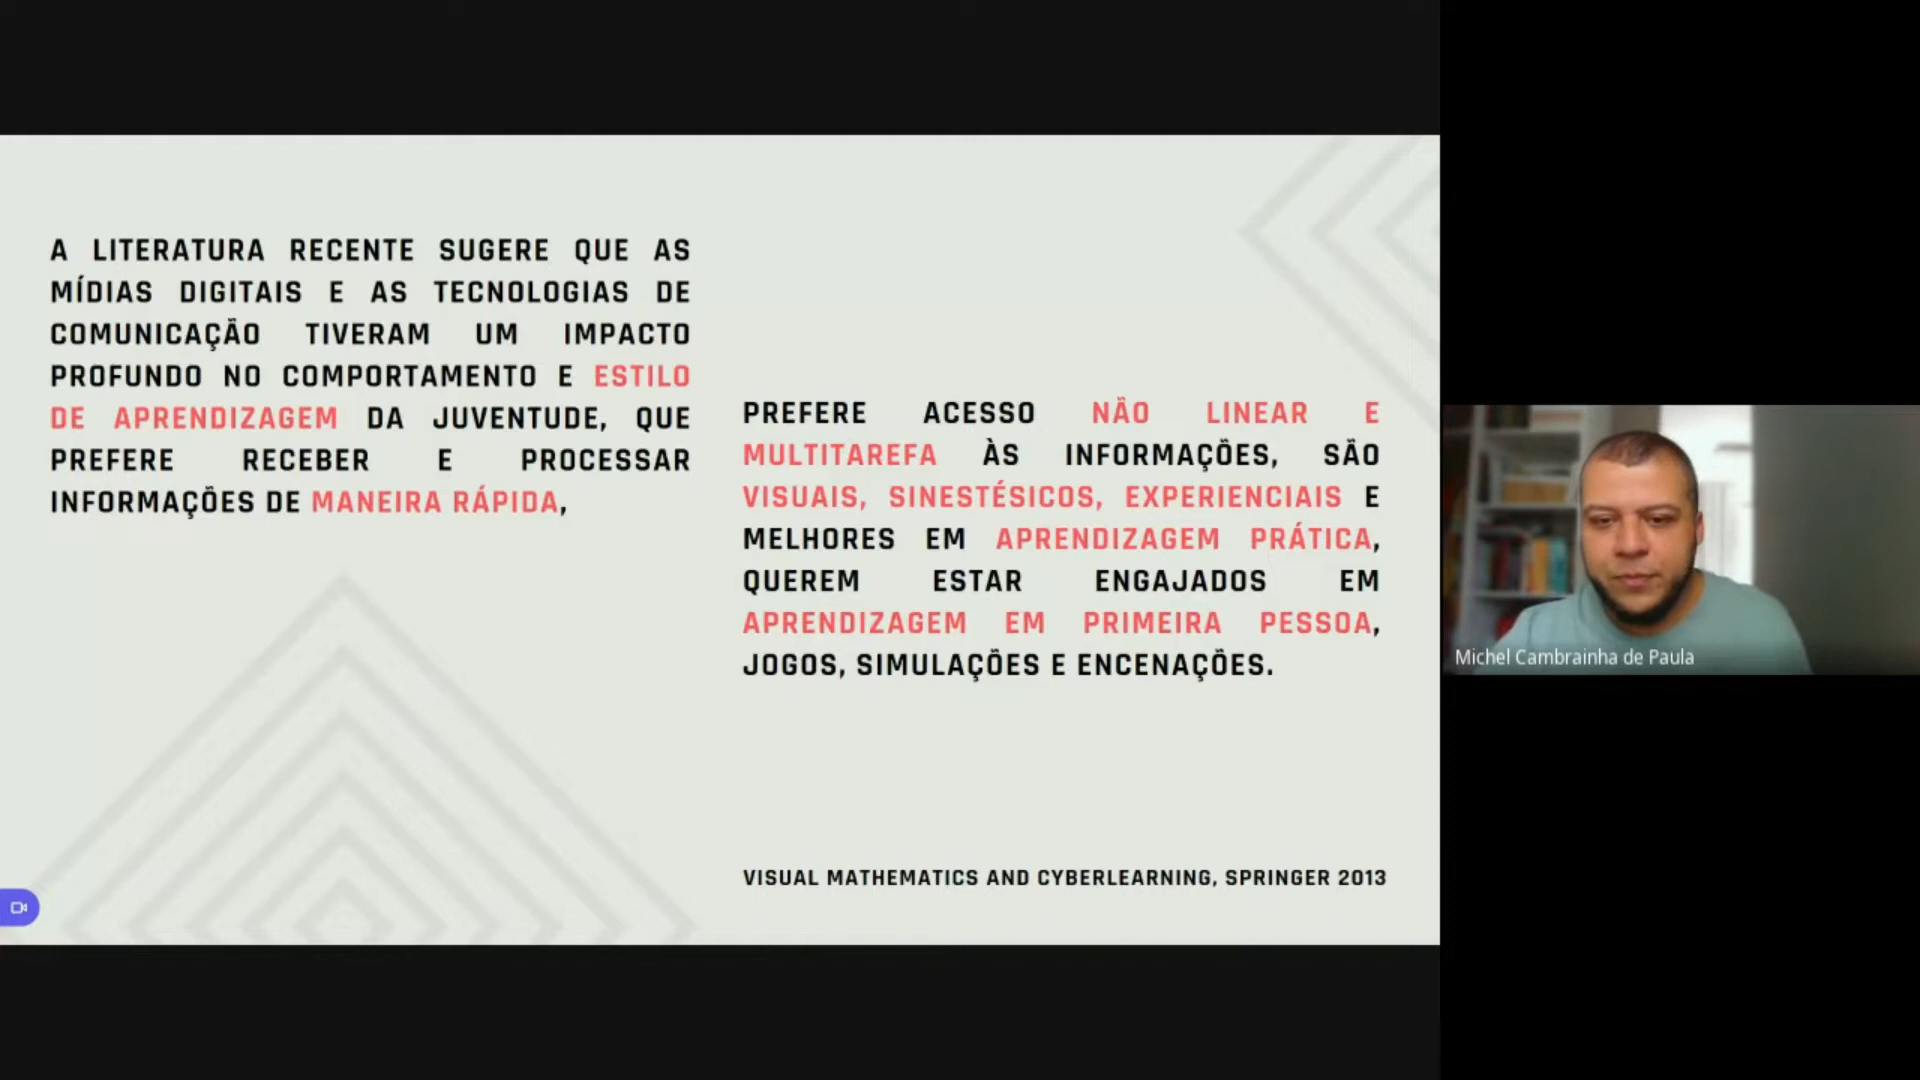 A LITERATURA RECENTE SUGERE QUE AS
MÍDIAS DIGITAIS E AS TECNOLOGIAS DE
COMUNICAÇÃO TIVERAM UM IMPACTO
PROFUNDO NO COMPORTAMENTO E ESTILO
DE APRENDIZAGEM DA JUVENTUDE, QUE
PREFERE RECEBER E PROCESSAR
INFORMAÇÕES DE MANEIRA RÁPIDA,
PREFERE ACESSO NÃO LINEAR E
MULTITAREFA ÀS INFORMAÇÕES, SÃO
VISUAIS, SINESTÉSICOS, EXPERIENCIAIS E
MELHORES EM APRENDIZAGEM PRÁTICA,
QUEREM ESTAR ENGAJADOS EM
APRENDIZAGEM EM PRIMEIRA PESSOA,
JOGOS, SIMULAÇÕES E ENCENAÇÕES.
VISUAL MATHEMATICS AND CYBERLEARNING, SPRINGER 2013
Michel Cambrainha de Paula